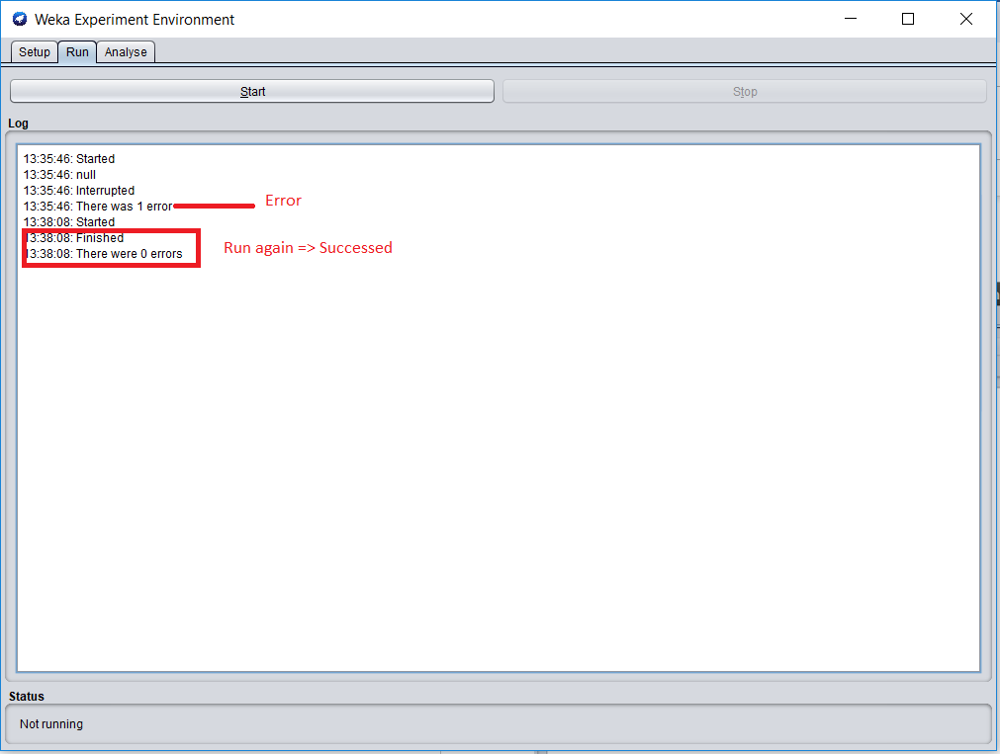 Weka Experiment Environment
Setup Run Analyse
Start Stop
Log
13:35:46: Started
13:35:46: null
13:35:46: Interrupted
13:35:46: There was 1 error Error
13:38:08: Started
13:38:08: Finished
13:38:08: There were 0 errors Run again => Successed
Status
Not running